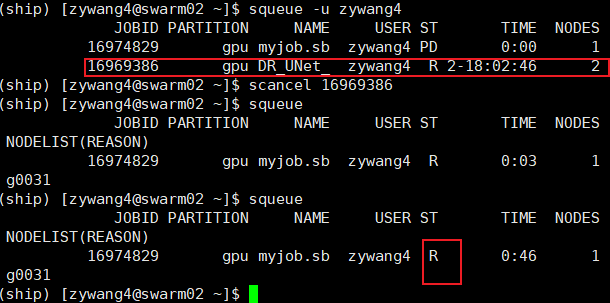 (ship) [zywang4@swarm02 ~]$ squeue -u zywang4
JOBID PARTITION NAME USER ST TIME NODES
16974829 gpu myjob.sb zywang4 PD 0:00 1
16969386 gpu DR_UNet_ zywang4 R 2-18:02:46 2
(ship) [zywang4@swarm02 ~]$ scancel 16969386
(ship) [zywang4@swarm02 ~]$ squeue
JOBID PARTITION NAME USER ST TIME NODES
NODELIST(REASON)
16974829 gpu myjob.sb zywang4 R 0:03 1
g0031
(ship) [zywang4@swarm02 ~]$ squeue
JOBID PARTITION NAME USER ST TIME NODES
NODELIST(REASON)
16974829 gpu myjob.sb zywang4 R 0:46 1
g0031
(ship) [zywang4@swarm02 ~]$